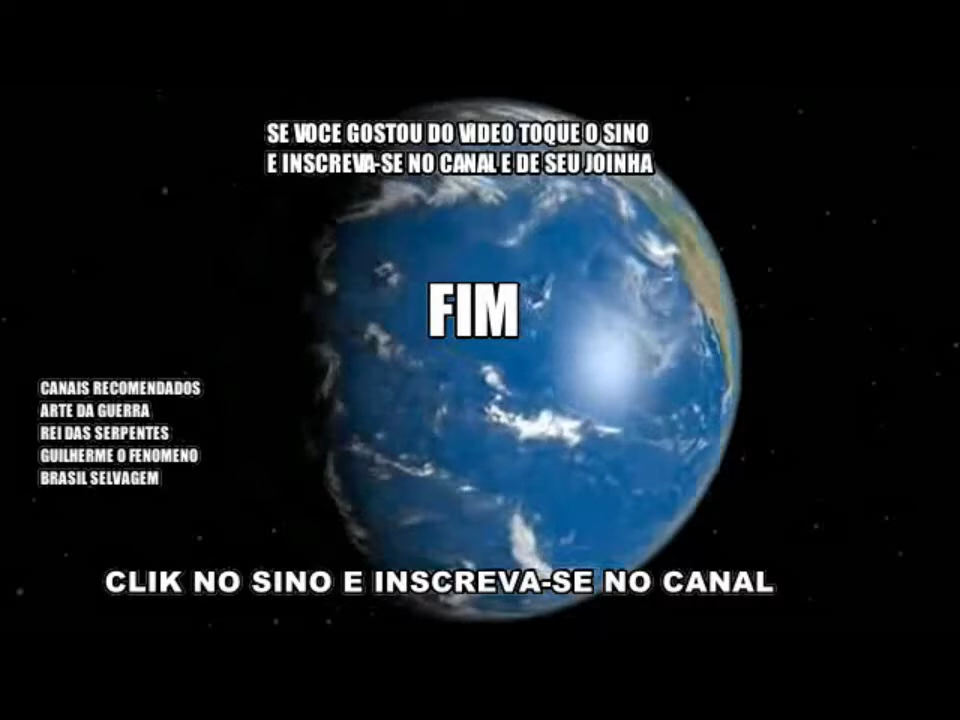 SE VOCE GOSTOU DO VIDEO TOQUE O SINO
E INSCREVA-SE NO CANAL E DE SEU JOINHA
FIM
CANAIS RECOMENDADOS
ARTE DA GUERRA
REI DAS SERPENTES
GUILHERME O FENOMENO
BRASIL SELVAGEM
CLIK NO SINO E INSCREVA-SE NO CANAL